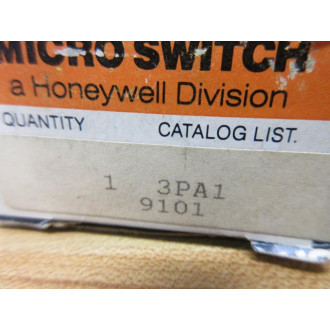 MICRO SWITCH
a Honeywell Division
QUANTITY CATALOG LIST.
1 3PA1
9101